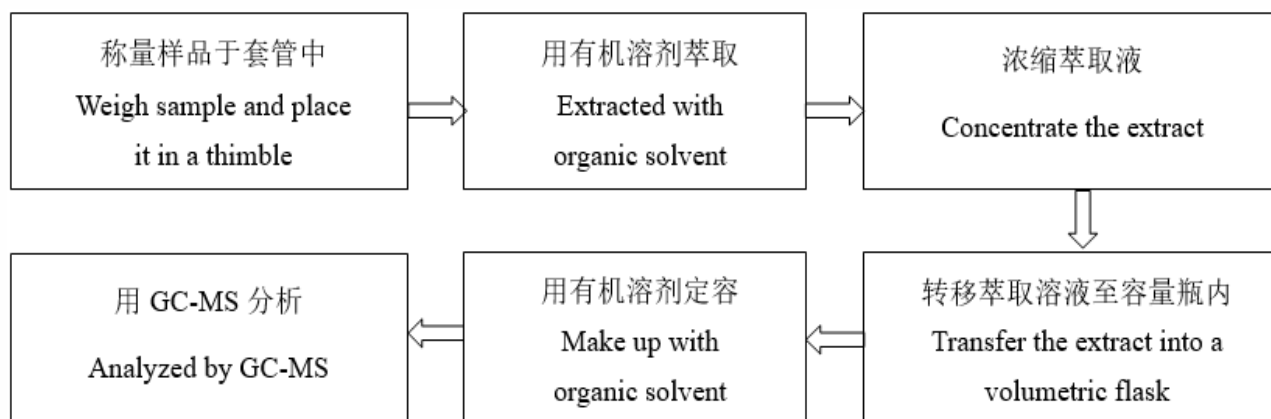 称量样品于套管中
Weigh sample and place
it in a thimble
用有机溶剂萃取
Extracted with
organic solvent
浓缩萃取液
Concentrate the extract
转移萃取溶液至容量瓶内
Transfer the extract into a
volumetric flask
用有机溶剂定容
Make up with
organic solvent
用 GC-MS 分析
Analyzed by GC-MS